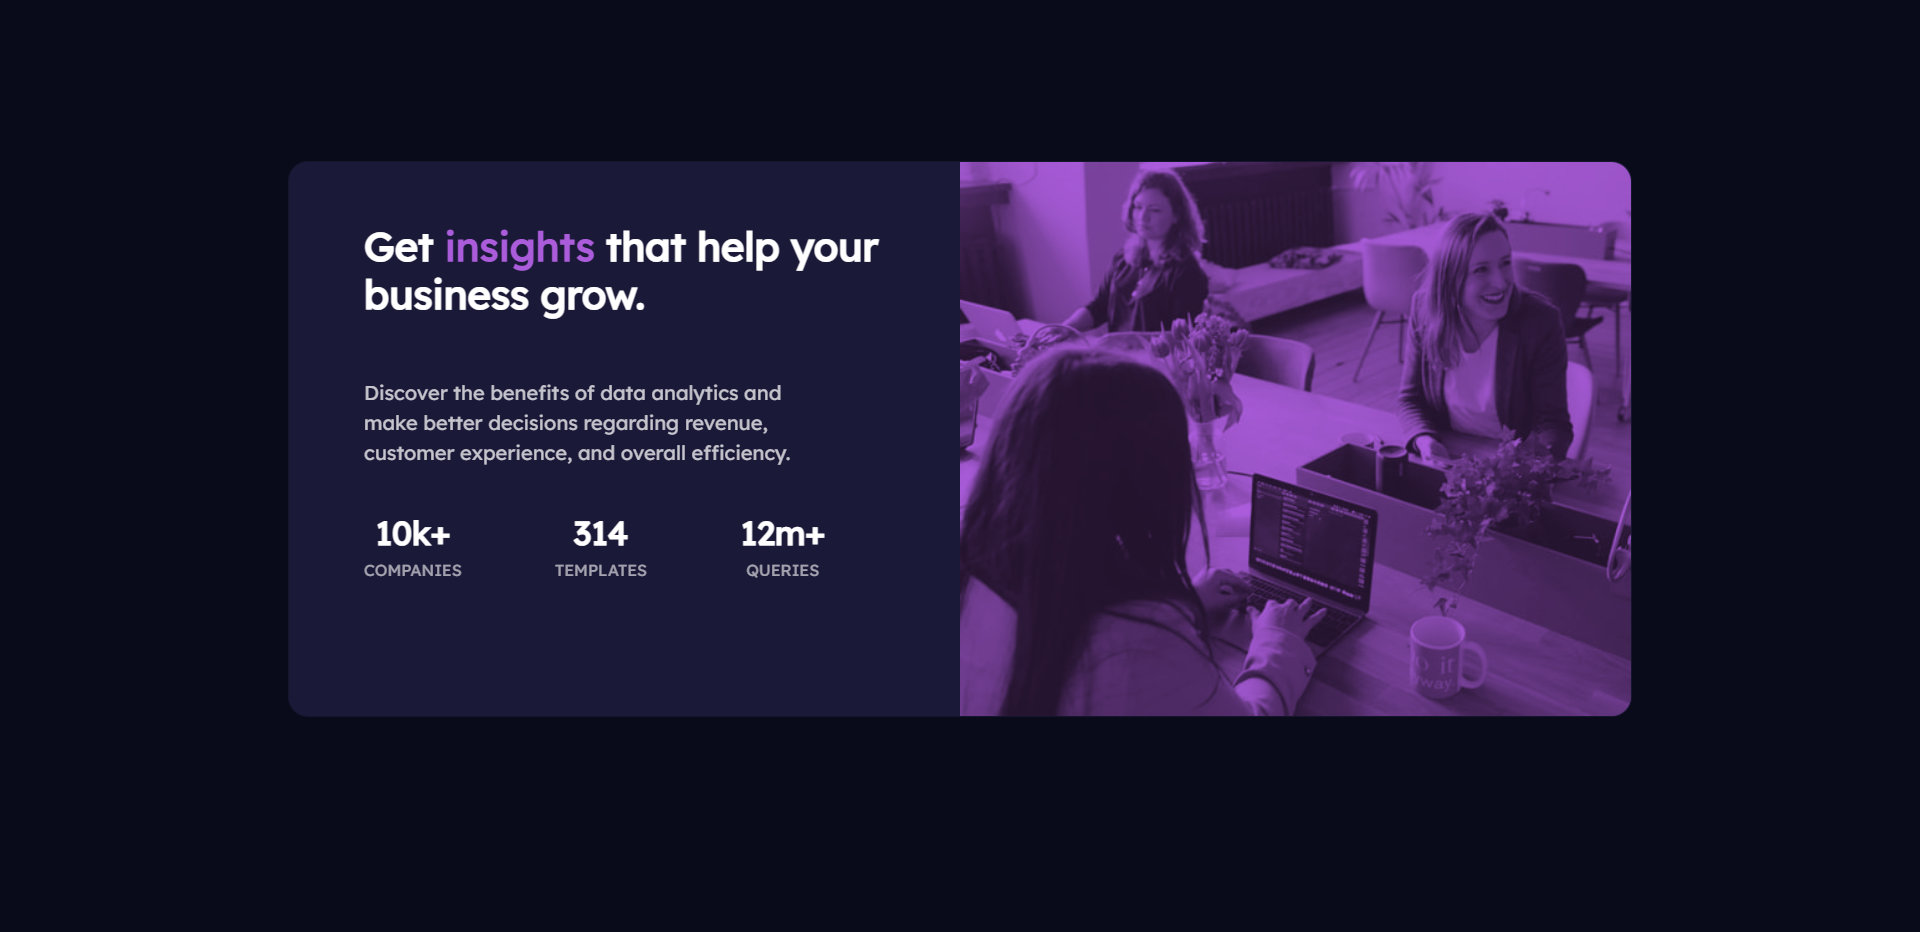 Get insights that help your
business grow.
Discover the benefits of data analytics and
make better decisions regarding revenue,
customer experience, and overall efficiency.
10k+ 314 12m+
COMPANIES TEMPLATES QUERIES